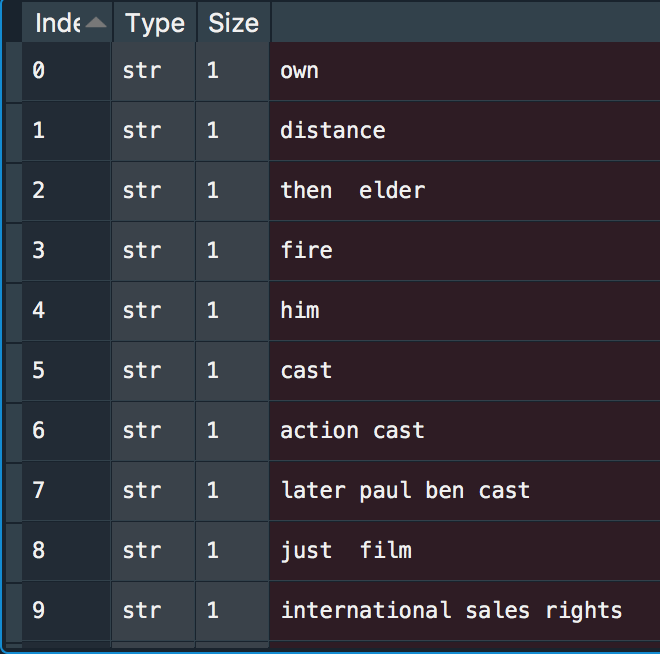 Inde Type Size
0 str 1 own
1 str 1 distance
2 str 1 then  elder
3 str 1 fire
4 str 1 him
5 str 1 cast
6 str 1 action cast
7 str 1 later paul ben cast
8 str 1 just  film
9 str 1 international sales rights